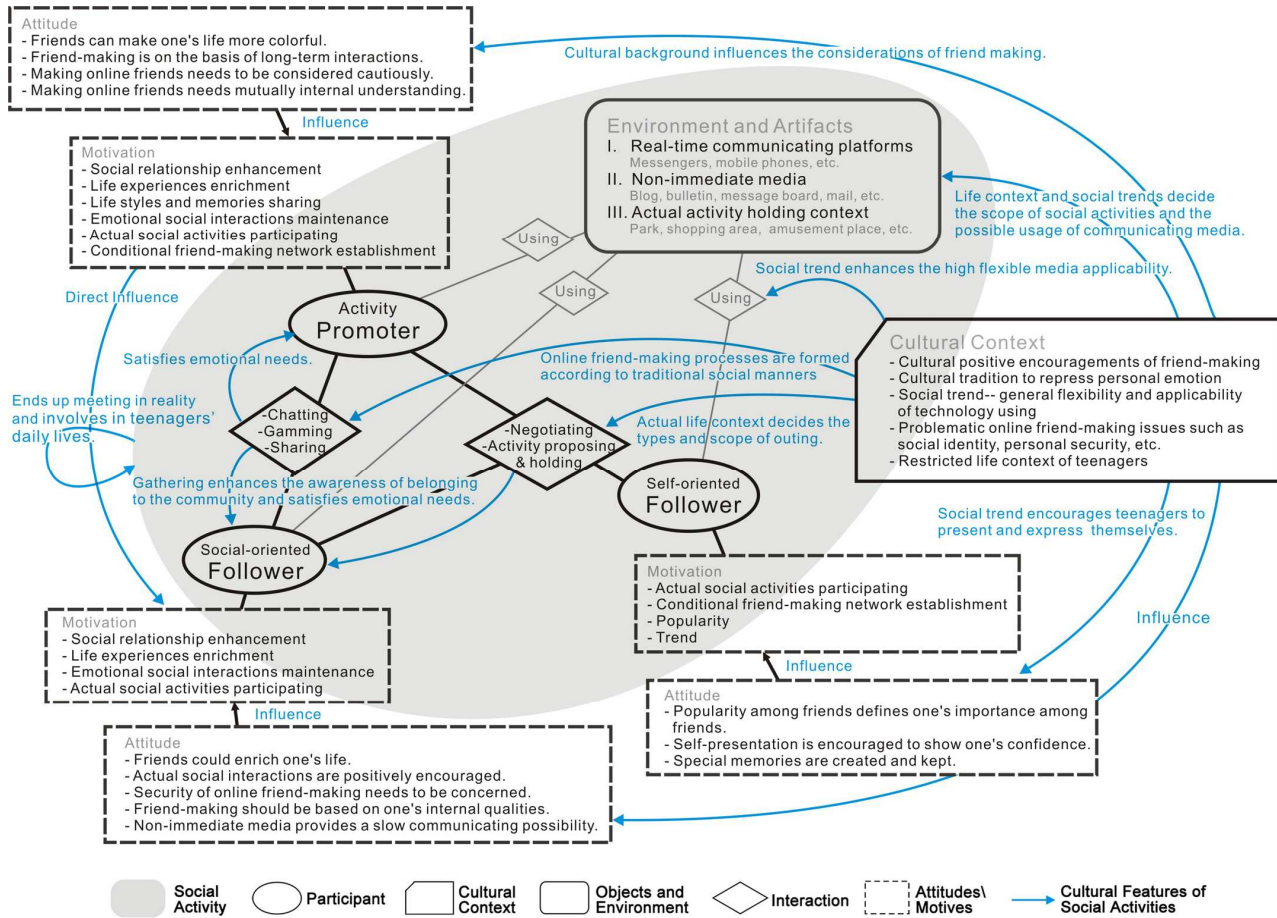 Attitude
- Friends can make one's life more colorful.
- Friend-making is on the basis of long-term interactions.
- Making online friends needs to be considered cautiously.
- Making online friends needs mutually internal understanding.
Cultural background influences the considerations of friend making.
Influence
Motivation
- Social relationship enhancement
- Life experiences enrichment
- Life styles and memories sharing
- Emotional social interactions maintenance
- Actual social activities participating
- Conditional friend-making network establishment
Environment and Artifacts
I. Real-time communicating platforms
Messengers, mobile phones, etc.
II. Non-immediate media
Blog, bulletin, message board, mail, etc.
III. Actual activity holding context
Park, shopping area, amusement place, etc.
Life context and social trends decide
the scope of social activities and the
possible usage of communicating media.
Using
Using
Using
Social trend enhances the high flexible media applicability.
Direct Influence
Activity
Promoter
Satisfies emotional needs.
Online friend-making processes are formed
according to traditional social manners
Cultural Context
- Cultural positive encouragements of friend-making
- Cultural tradition to repress personal emotion
- Social trend-- general flexibility and applicability
of technology using
- Problematic online friend-making issues such as
social identity, personal security, etc.
- Restricted life context of teenagers
Ends up meeting in reality
and involves in teenagers'
daily lives.
-Chatting
-Gamming
-Sharing
-Negotiating
-Activity proposing
& holding
Actual life context decides the
types and scope of outing.
Gathering enhances the awareness of belonging
to the community and satisfies emotional needs.
Self-oriented
Follower
Social-oriented
Follower
Social trend encourages teenagers to
present and express themselves.
Motivation
- Actual social activities participating
- Conditional friend-making network establishment
- Popularity
- Trend
Influence
Motivation
- Social relationship enhancement
- Life experiences enrichment
- Emotional social interactions maintenance
- Actual social activities participating
Influence
Influence
Attitude
- Popularity among friends defines one's importance among
friends.
- Self-presentation is encouraged to show one's confidence.
- Special memories are created and kept.
Attitude
- Friends could enrich one's life.
- Actual social interactions are positively encouraged.
- Security of online friend-making needs to be concerned.
- Friend-making should be based on one's internal qualities.
- Non-immediate media provides a slow communicating possibility.
Social
Activity
Participant
Cultural
Context
Objects and
Environment
Interaction
Attitudes\
Motives
Cultural Features of
Social Activities